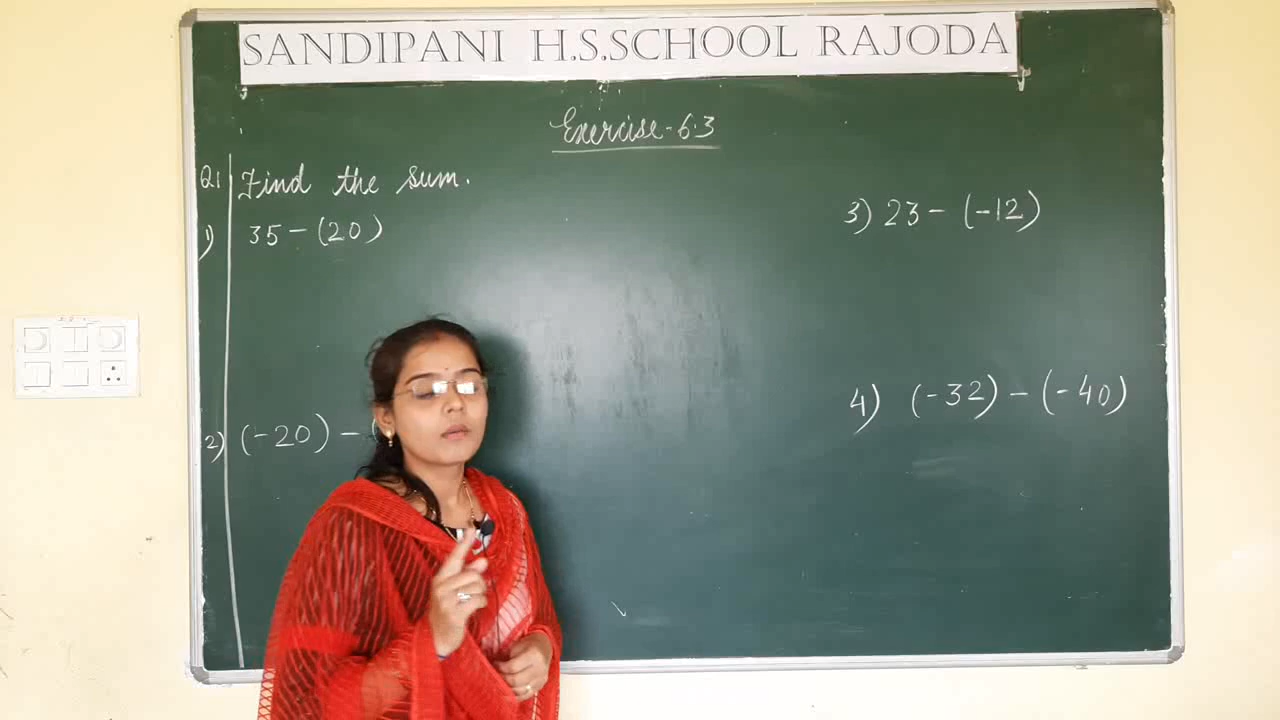 SANDIPANI H.S.SCHOOL RAJODA
Exercise-6.3
Q1 Find the sum.
1) 35-(20)
2) (-20)-(
3) 23-(-12)
4) (-32)-(-40)